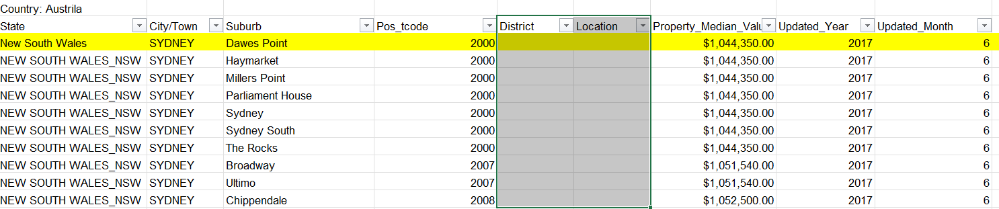 Country: Austrila
State City/Town Suburb Pos_tcode District Location Property_Median_Valu Updated_Year Updated_Month
New South Wales SYDNEY Dawes Point 2000 $1,044,350.00 2017 6
NEW SOUTH WALES_NSW SYDNEY Haymarket 2000 $1,044,350.00 2017 6
NEW SOUTH WALES_NSW SYDNEY Millers Point 2000 $1,044,350.00 2017 6
NEW SOUTH WALES_NSW SYDNEY Parliament House 2000 $1,044,350.00 2017 6
NEW SOUTH WALES_NSW SYDNEY Sydney 2000 $1,044,350.00 2017 6
NEW SOUTH WALES_NSW SYDNEY Sydney South 2000 $1,044,350.00 2017 6
NEW SOUTH WALES_NSW SYDNEY The Rocks 2000 $1,044,350.00 2017 6
NEW SOUTH WALES_NSW SYDNEY Broadway 2007 $1,051,540.00 2017 6
NEW SOUTH WALES_NSW SYDNEY Ultimo 2007 $1,051,540.00 2017 6
NEW SOUTH WALES_NSW SYDNEY Chippendale 2008 $1,052,500.00 2017 6